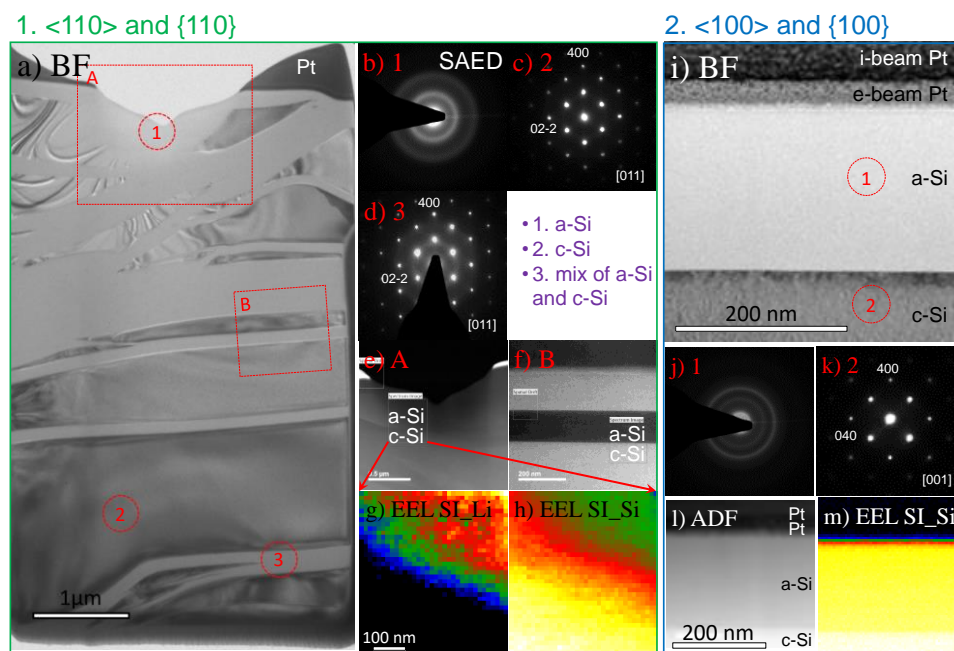 1. <110> and {110}
2. <100> and {100}
a) BF
A
Pt
1
B
2
3
1μm
b) 1
SAED
c) 2
400
02-2
[011]
d) 3
400
02-2
[011]
• 1. a-Si
• 2. c-Si
• 3. mix of a-Si
and c-Si
e) A
a-Si
c-Si
f) B
Spectrum Image
a-Si
c-Si
200 nm
g) EEL SI_Li
100 nm
h) EEL SI_Si
i) BF
i-beam Pt
e-beam Pt
1
a-Si
2
200 nm
c-Si
j) 1
k) 2
400
040
[001]
l) ADF
Pt
Pt
a-Si
200 nm
c-Si
m) EEL SI_Si